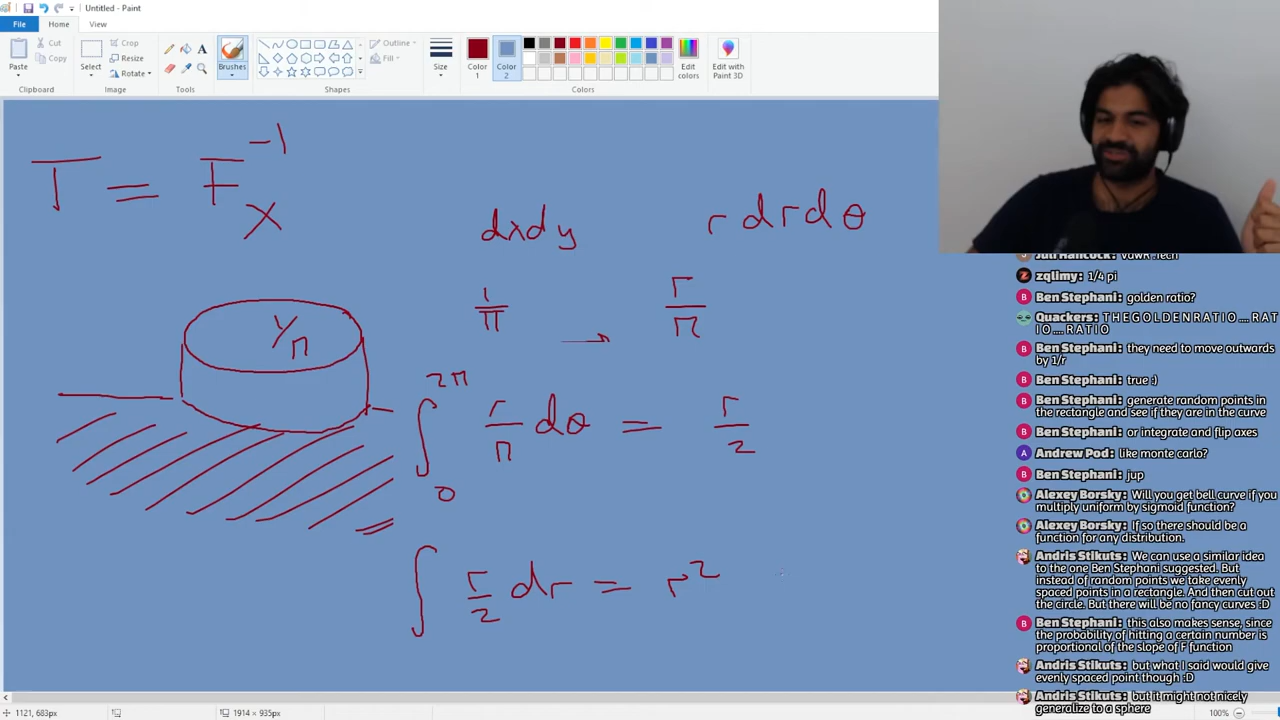 Untitled - Paint
File Home View
Paste
Cut
Copy
Clipboard
Select
Crop
Resize
Rotate
Image
Tools
Brushes
Outline
Fill
Shapes
Size
Color 1
Color 2
Edit colors
Colors
Edit with Paint 3D
T = F_X^{-1}
dxdy r dr dθ
1/π → r/π
1/π
∫_0^{2π} r/π dθ = r/2
∫ r/2 dr = r^2
zqlimy: 1/4 pi
Ben Stephani: golden ratio?
Quackers: T H E G O L D E N R A T I O .... R A T
I O .... R A T I O
Ben Stephani: they need to move outwards
by 1/r
Ben Stephani: true :)
Ben Stephani: generate random points in
the rectangle and see if they are in the curve
Ben Stephani: or integrate and flip axes
Andrew Pod: like monte carlo?
Ben Stephani: jup
Alexey Borsky: Will you get bell curve if you
multiply uniform by sigmoid function?
Alexey Borsky: If so there should be a
function for any distribution.
Andris Stikuts: We can use a similar idea
to the one Ben Stephani suggested. But
instead of random points we take evenly
spaced points in a rectangle. And then cut out
the circle. But there will be no fancy curves :D
Ben Stephani: this also makes sense, since
the probability of hitting a certain number is
proportional of the slope of F function
Andris Stikuts: but what I said would give
evenly spaced point though :D
Andris Stikuts: but it might not nicely
generalize to a sphere
1121, 683px
1914 × 935px
100%